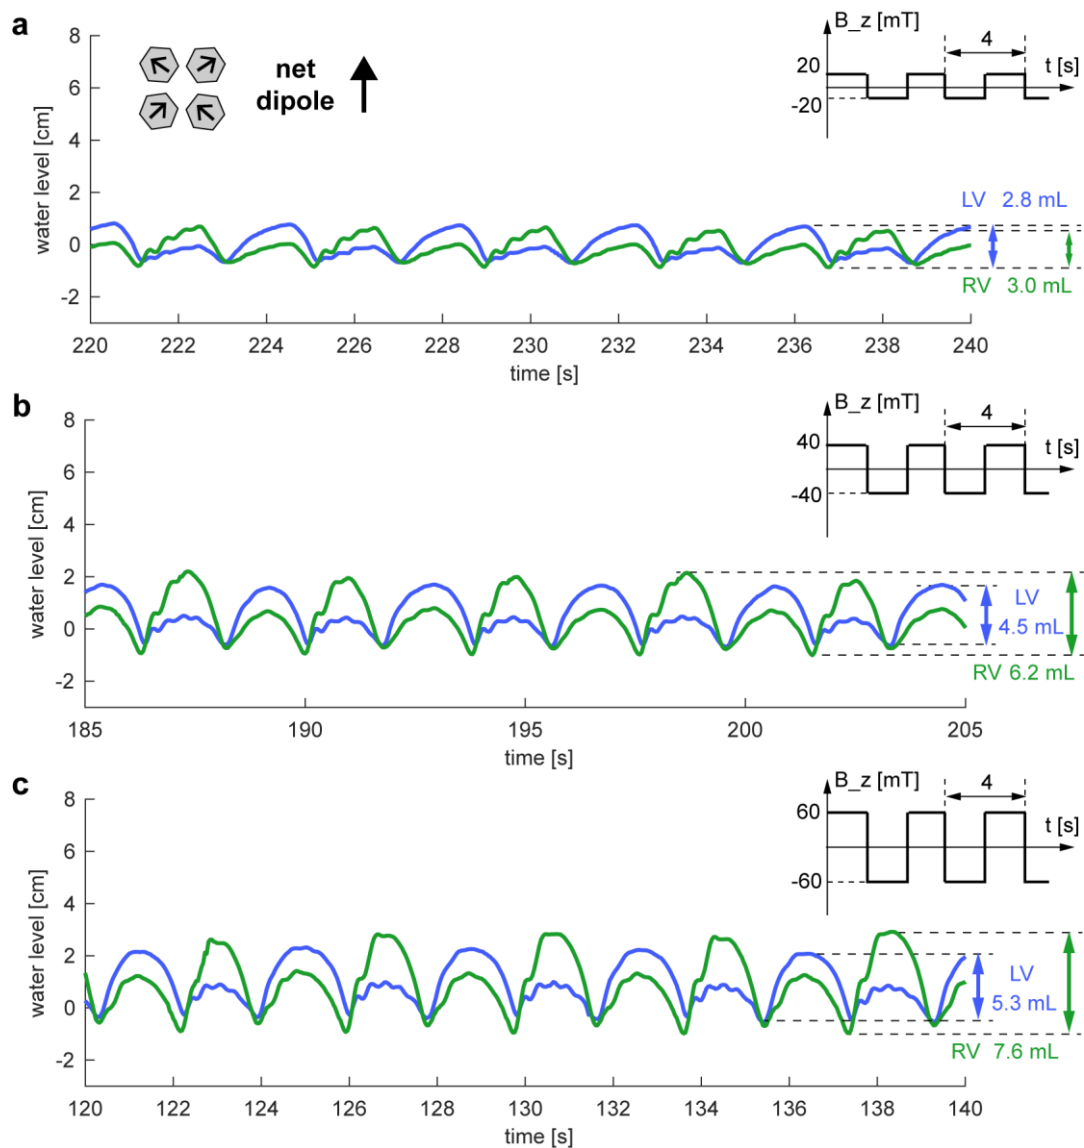 a
net
dipole
B_z [mT]
4
t [s]
20
-20
8
6
4
2
0
-2
water level [cm]
LV 2.8 mL
RV 3.0 mL
220 222 224 226 228 230 232 234 236 238 240
time [s]
b
B_z [mT]
4
t [s]
40
-40
8
6
4
2
0
-2
water level [cm]
LV
4.5 mL
RV 6.2 mL
185 190 195 200 205
time [s]
c
B_z [mT]
4
t [s]
60
-60
8
6
4
2
0
-2
water level [cm]
LV
5.3 mL
RV 7.6 mL
120 122 124 126 128 130 132 134 136 138 140
time [s]